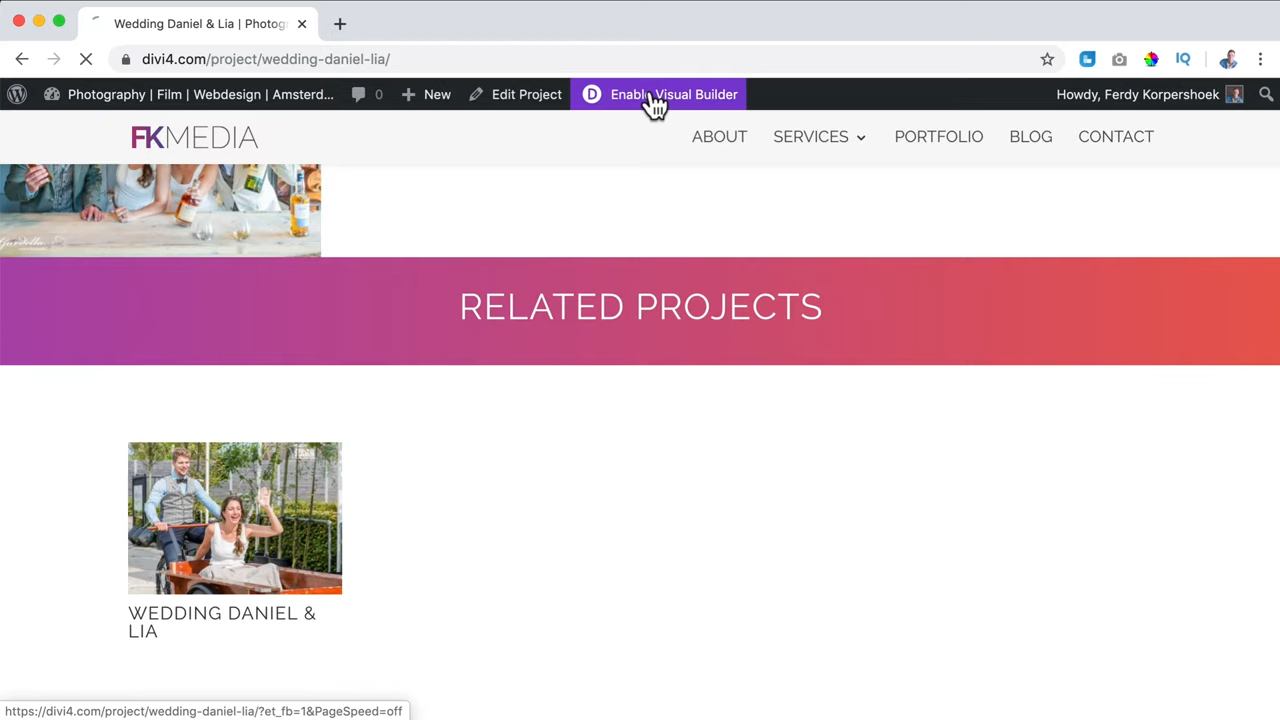 Wedding Daniel & Lia | Photog
divi4.com/project/wedding-daniel-lia/
Photography | Film | Webdesign | Amsterd...
0
New
Edit Project
D
Enable Visual Builder
Howdy, Ferdy Korpershoek
FKMEDIA
ABOUT
SERVICES
PORTFOLIO
BLOG
CONTACT
RELATED PROJECTS
WEDDING DANIEL &
LIA
https://divi4.com/project/wedding-daniel-lia/?et_fb=1&PageSpeed=off